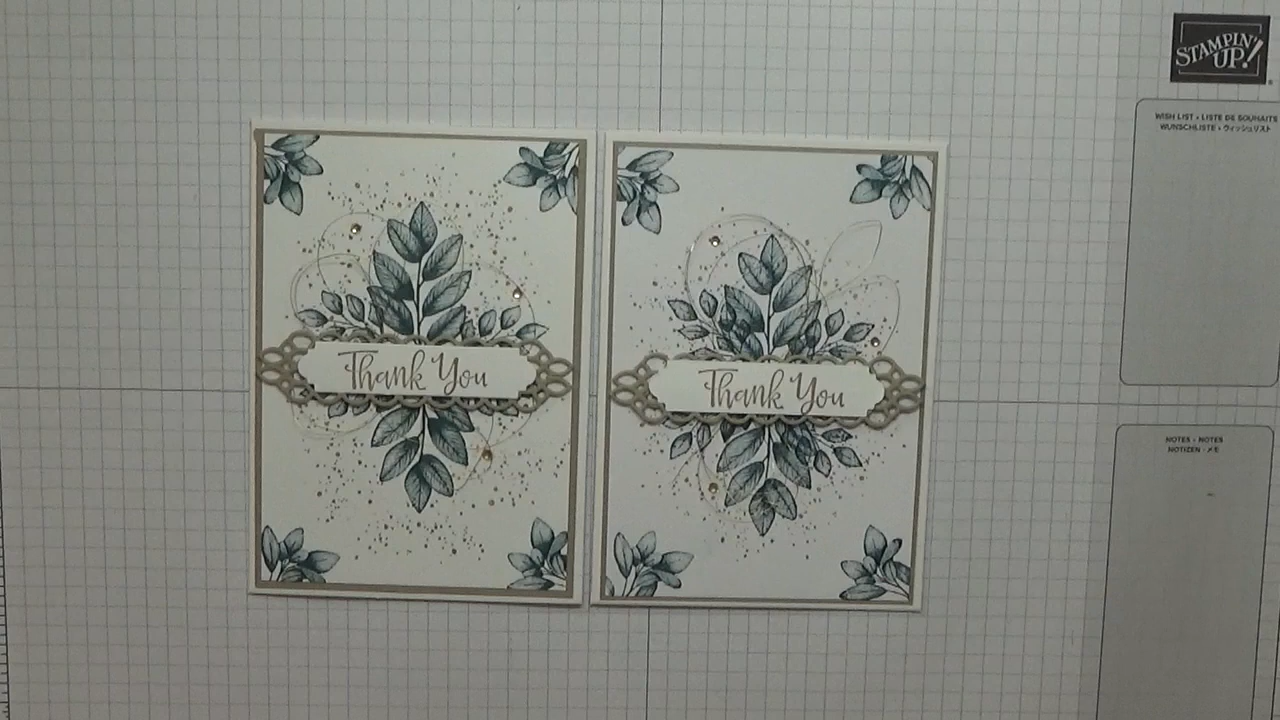 STAMPIN' UP!®
WISH LIST • LISTE DE SOUHAITS
WUNSCHLISTE • ウィッシュリスト
Thank You
Thank You
NOTES • NOTES
NOTIZEN • メモ